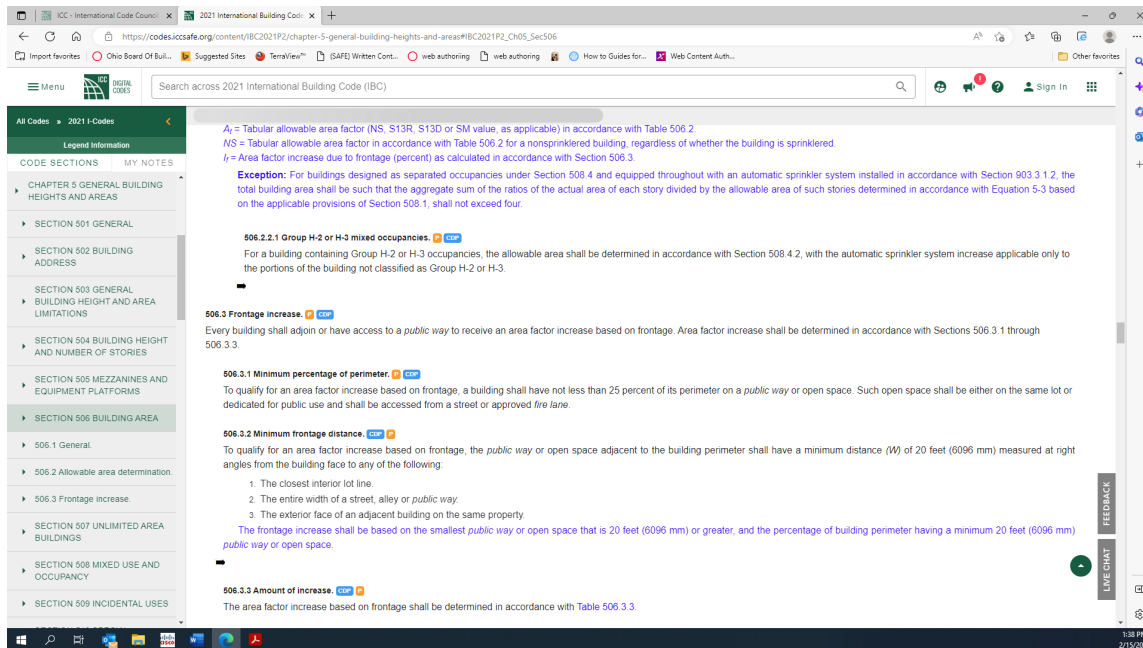 ICC - International Code Council
2021 International Building Code
https://codes.iccsafe.org/content/IBC2021P2/chapter-5-general-building-heights-and-areas#IBC2021P2_Ch05_Sec506
Import favorites
Ohio Board Of Buil...
Suggested Sites
TerraView™
(SAFE) Written Cont...
web authoring
web authoring
How to Guides for...
Web Content Auth...
Other favorites
Menu
ICC
DIGITAL
CODES
Search across 2021 International Building Code (IBC)
Sign In
All Codes » 2021 I-Codes
Legend Information
CODE SECTIONS
MY NOTES
CHAPTER 5 GENERAL BUILDING
HEIGHTS AND AREAS
SECTION 501 GENERAL
SECTION 502 BUILDING
ADDRESS
SECTION 503 GENERAL
BUILDING HEIGHT AND AREA
LIMITATIONS
SECTION 504 BUILDING HEIGHT
AND NUMBER OF STORIES
SECTION 505 MEZZANINES AND
EQUIPMENT PLATFORMS
SECTION 506 BUILDING AREA
506.1 General.
506.2 Allowable area determination.
506.3 Frontage increase.
SECTION 507 UNLIMITED AREA
BUILDINGS
SECTION 508 MIXED USE AND
OCCUPANCY
SECTION 509 INCIDENTAL USES
At = Tabular allowable area factor (NS, S13R, S13D or SM value, as applicable) in accordance with Table 506.2.
NS = Tabular allowable area factor in accordance with Table 506.2 for a nonsprinklered building, regardless of whether the building is sprinklered.
If = Area factor increase due to frontage (percent) as calculated in accordance with Section 506.3.
Exception: For buildings designed as separated occupancies under Section 508.4 and equipped throughout with an automatic sprinkler system installed in accordance with Section 903.3.1.2, the
total building area shall be such that the aggregate sum of the ratios of the actual area of each story divided by the allowable area of such stories determined in accordance with Equation 5-3 based
on the applicable provisions of Section 508.1, shall not exceed four.
506.2.2.1 Group H-2 or H-3 mixed occupancies. P CDP
For a building containing Group H-2 or H-3 occupancies, the allowable area shall be determined in accordance with Section 508.4.2, with the automatic sprinkler system increase applicable only to
the portions of the building not classified as Group H-2 or H-3.
506.3 Frontage increase. P CDP
Every building shall adjoin or have access to a public way to receive an area factor increase based on frontage. Area factor increase shall be determined in accordance with Sections 506.3.1 through
506.3.3.
506.3.1 Minimum percentage of perimeter. P CDP
To qualify for an area factor increase based on frontage, a building shall have not less than 25 percent of its perimeter on a public way or open space. Such open space shall be either on the same lot or
dedicated for public use and shall be accessed from a street or approved fire lane.
506.3.2 Minimum frontage distance. CDP P
To qualify for an area factor increase based on frontage, the public way or open space adjacent to the building perimeter shall have a minimum distance (W) of 20 feet (6096 mm) measured at right
angles from the building face to any of the following:
1. The closest interior lot line.
2. The entire width of a street, alley or public way.
3. The exterior face of an adjacent building on the same property.
The frontage increase shall be based on the smallest public way or open space that is 20 feet (6096 mm) or greater, and the percentage of building perimeter having a minimum 20 feet (6096 mm)
public way or open space.
506.3.3 Amount of increase. CDP P
The area factor increase based on frontage shall be determined in accordance with Table 506.3.3.
FEEDBACK
LIVE CHAT
1:38 PM
2/15/20